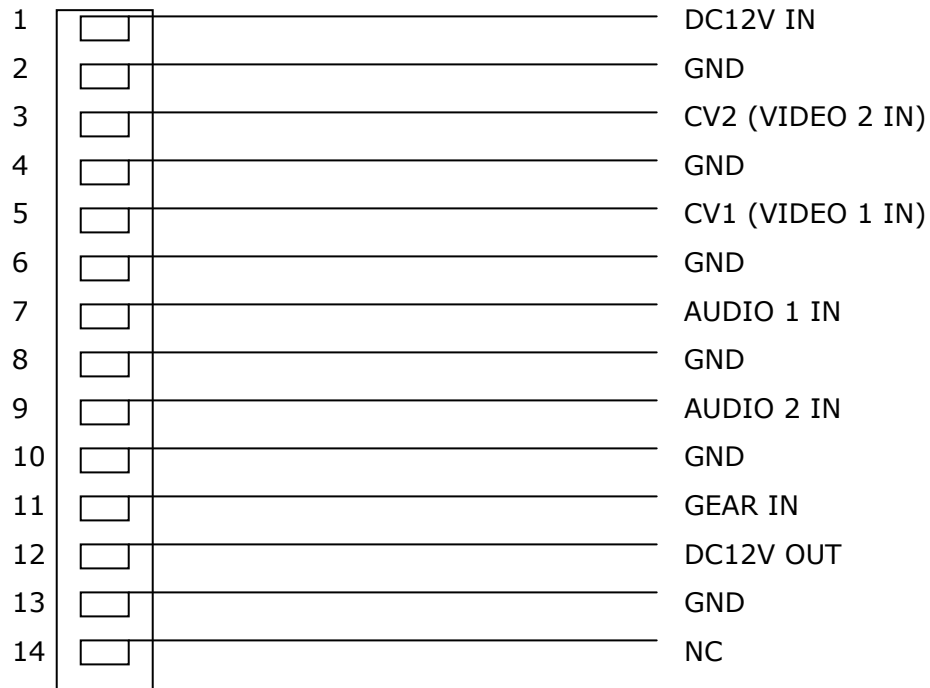 1 DC12V IN
2 GND
3 CV2 (VIDEO 2 IN)
4 GND
5 CV1 (VIDEO 1 IN)
6 GND
7 AUDIO 1 IN
8 GND
9 AUDIO 2 IN
10 GND
11 GEAR IN
12 DC12V OUT
13 GND
14 NC